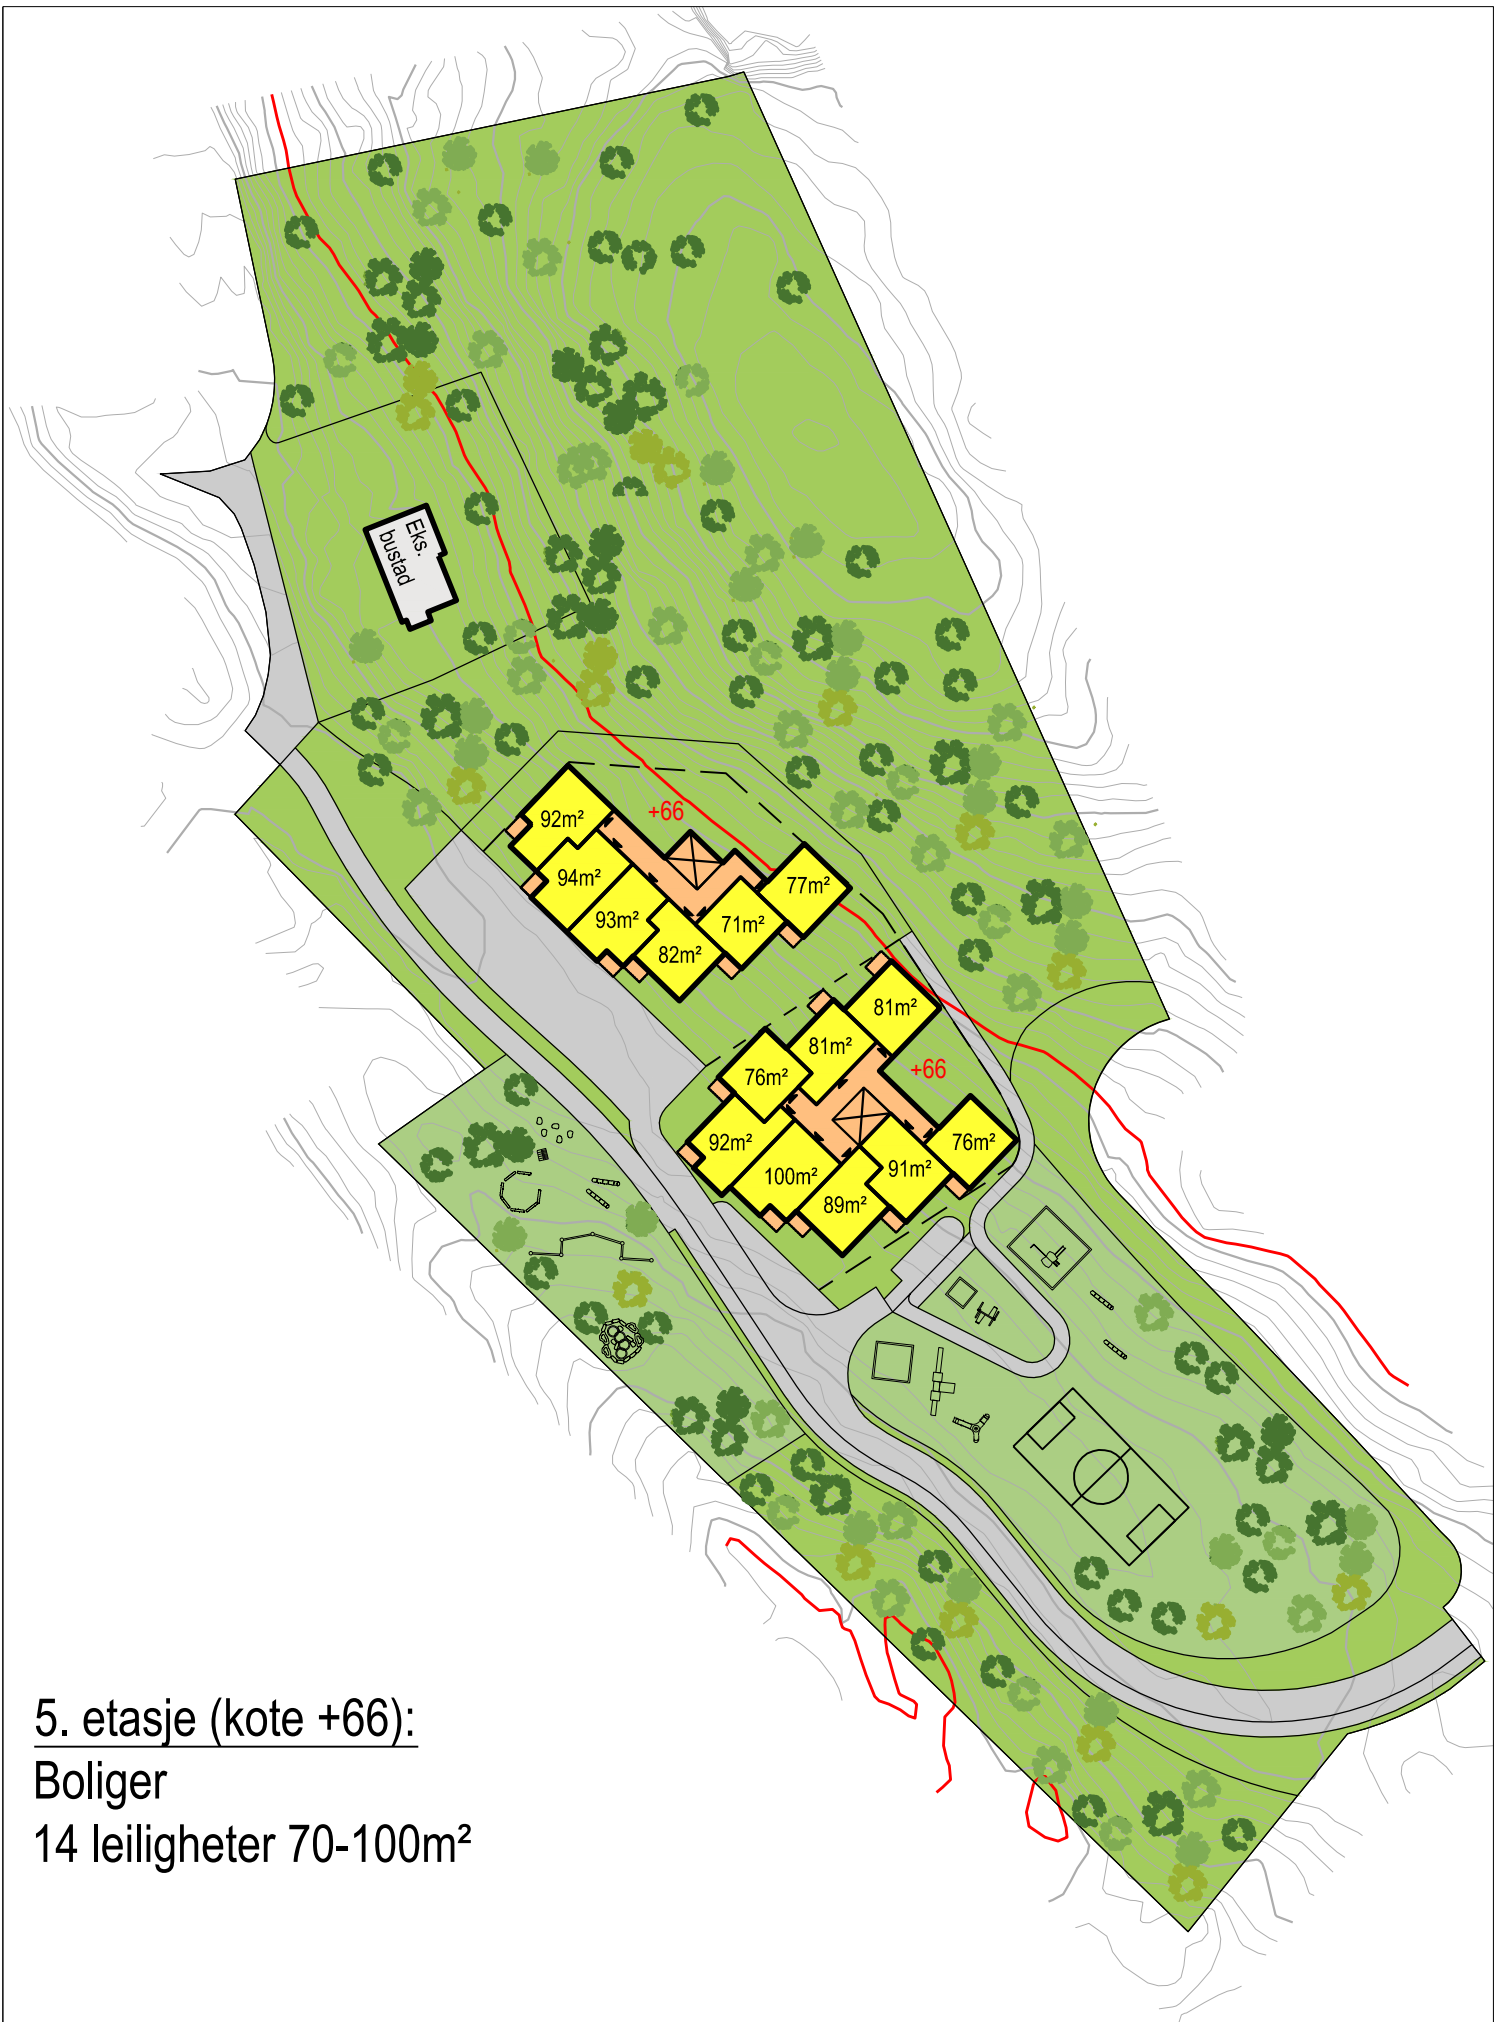 Eks.
bustad
+66
92m²
94m²
93m²
82m²
71m²
77m²
81m²
81m²
76m²
+66
92m²
100m²
89m²
91m²
76m²
5. etasje (kote +66):
Boliger
14 leiligheter 70-100m²